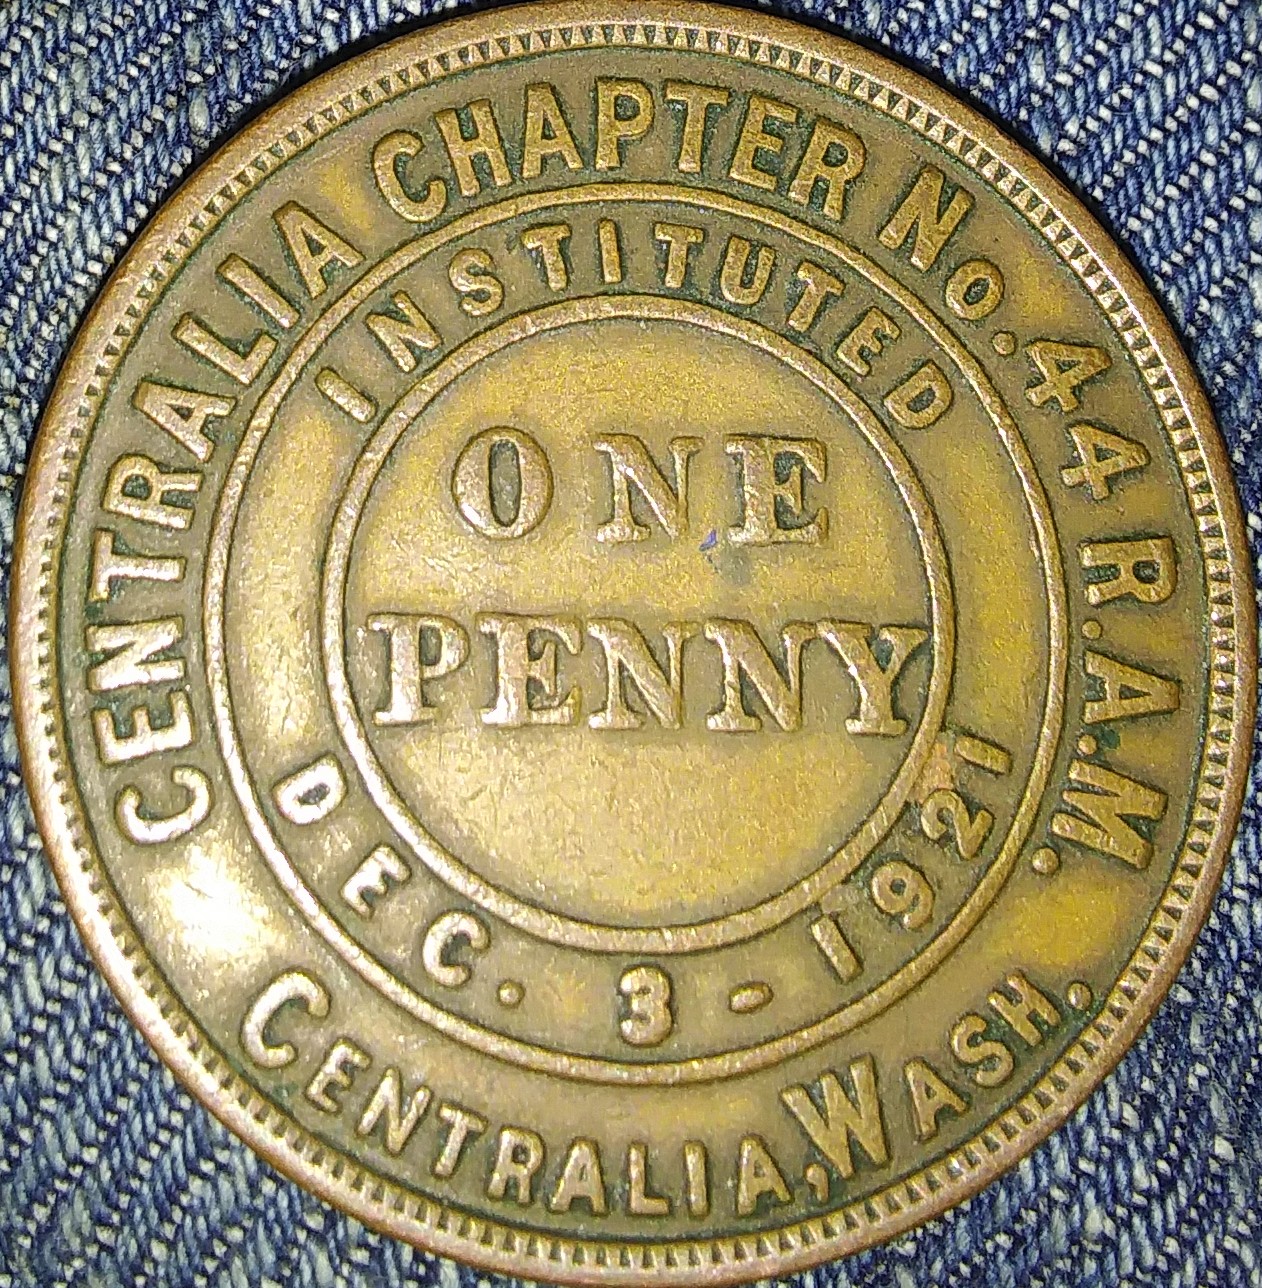 CENTRALIA CHAPTER No. 44 R.A.M.
CENTRALIA, WASH.
INSTITUTED
DEC. 3 - 1921
ONE
PENNY